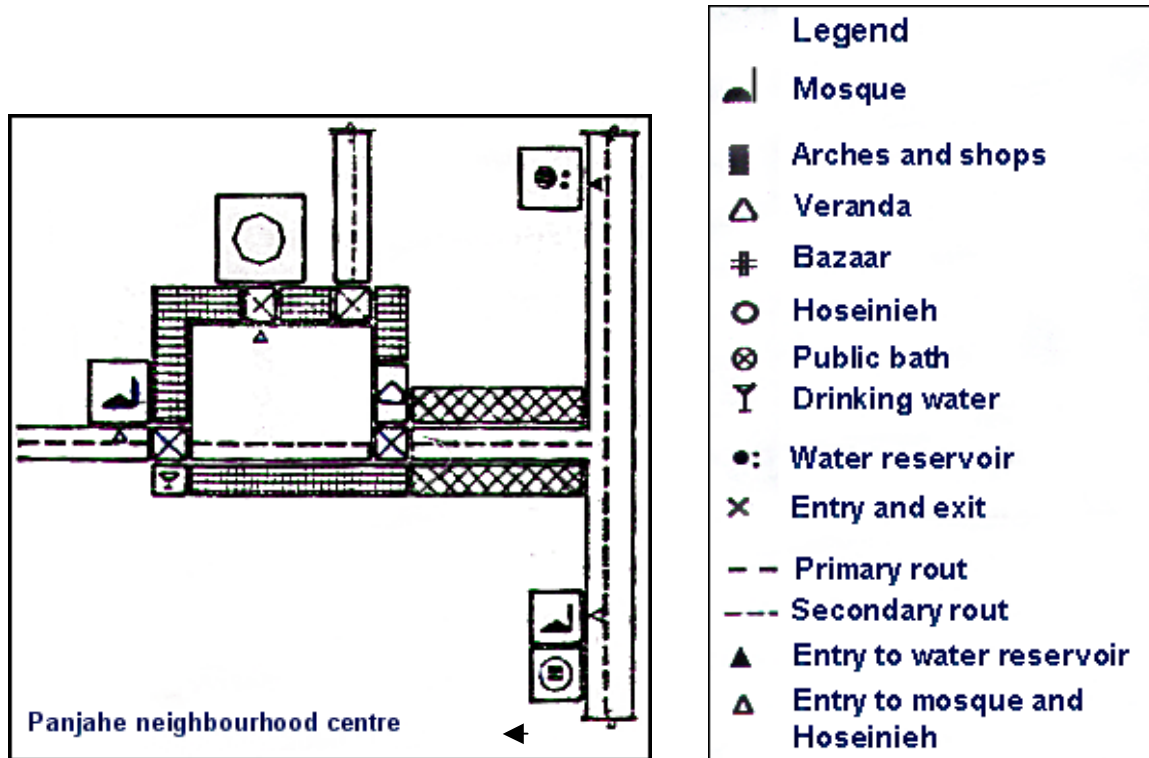 Panjahe neighbourhood centre
Legend
Mosque
Arches and shops
Veranda
Bazaar
Hoseinieh
Public bath
Drinking water
Water reservoir
Entry and exit
Primary rout
Secondary rout
Entry to water reservoir
Entry to mosque and
Hoseinieh